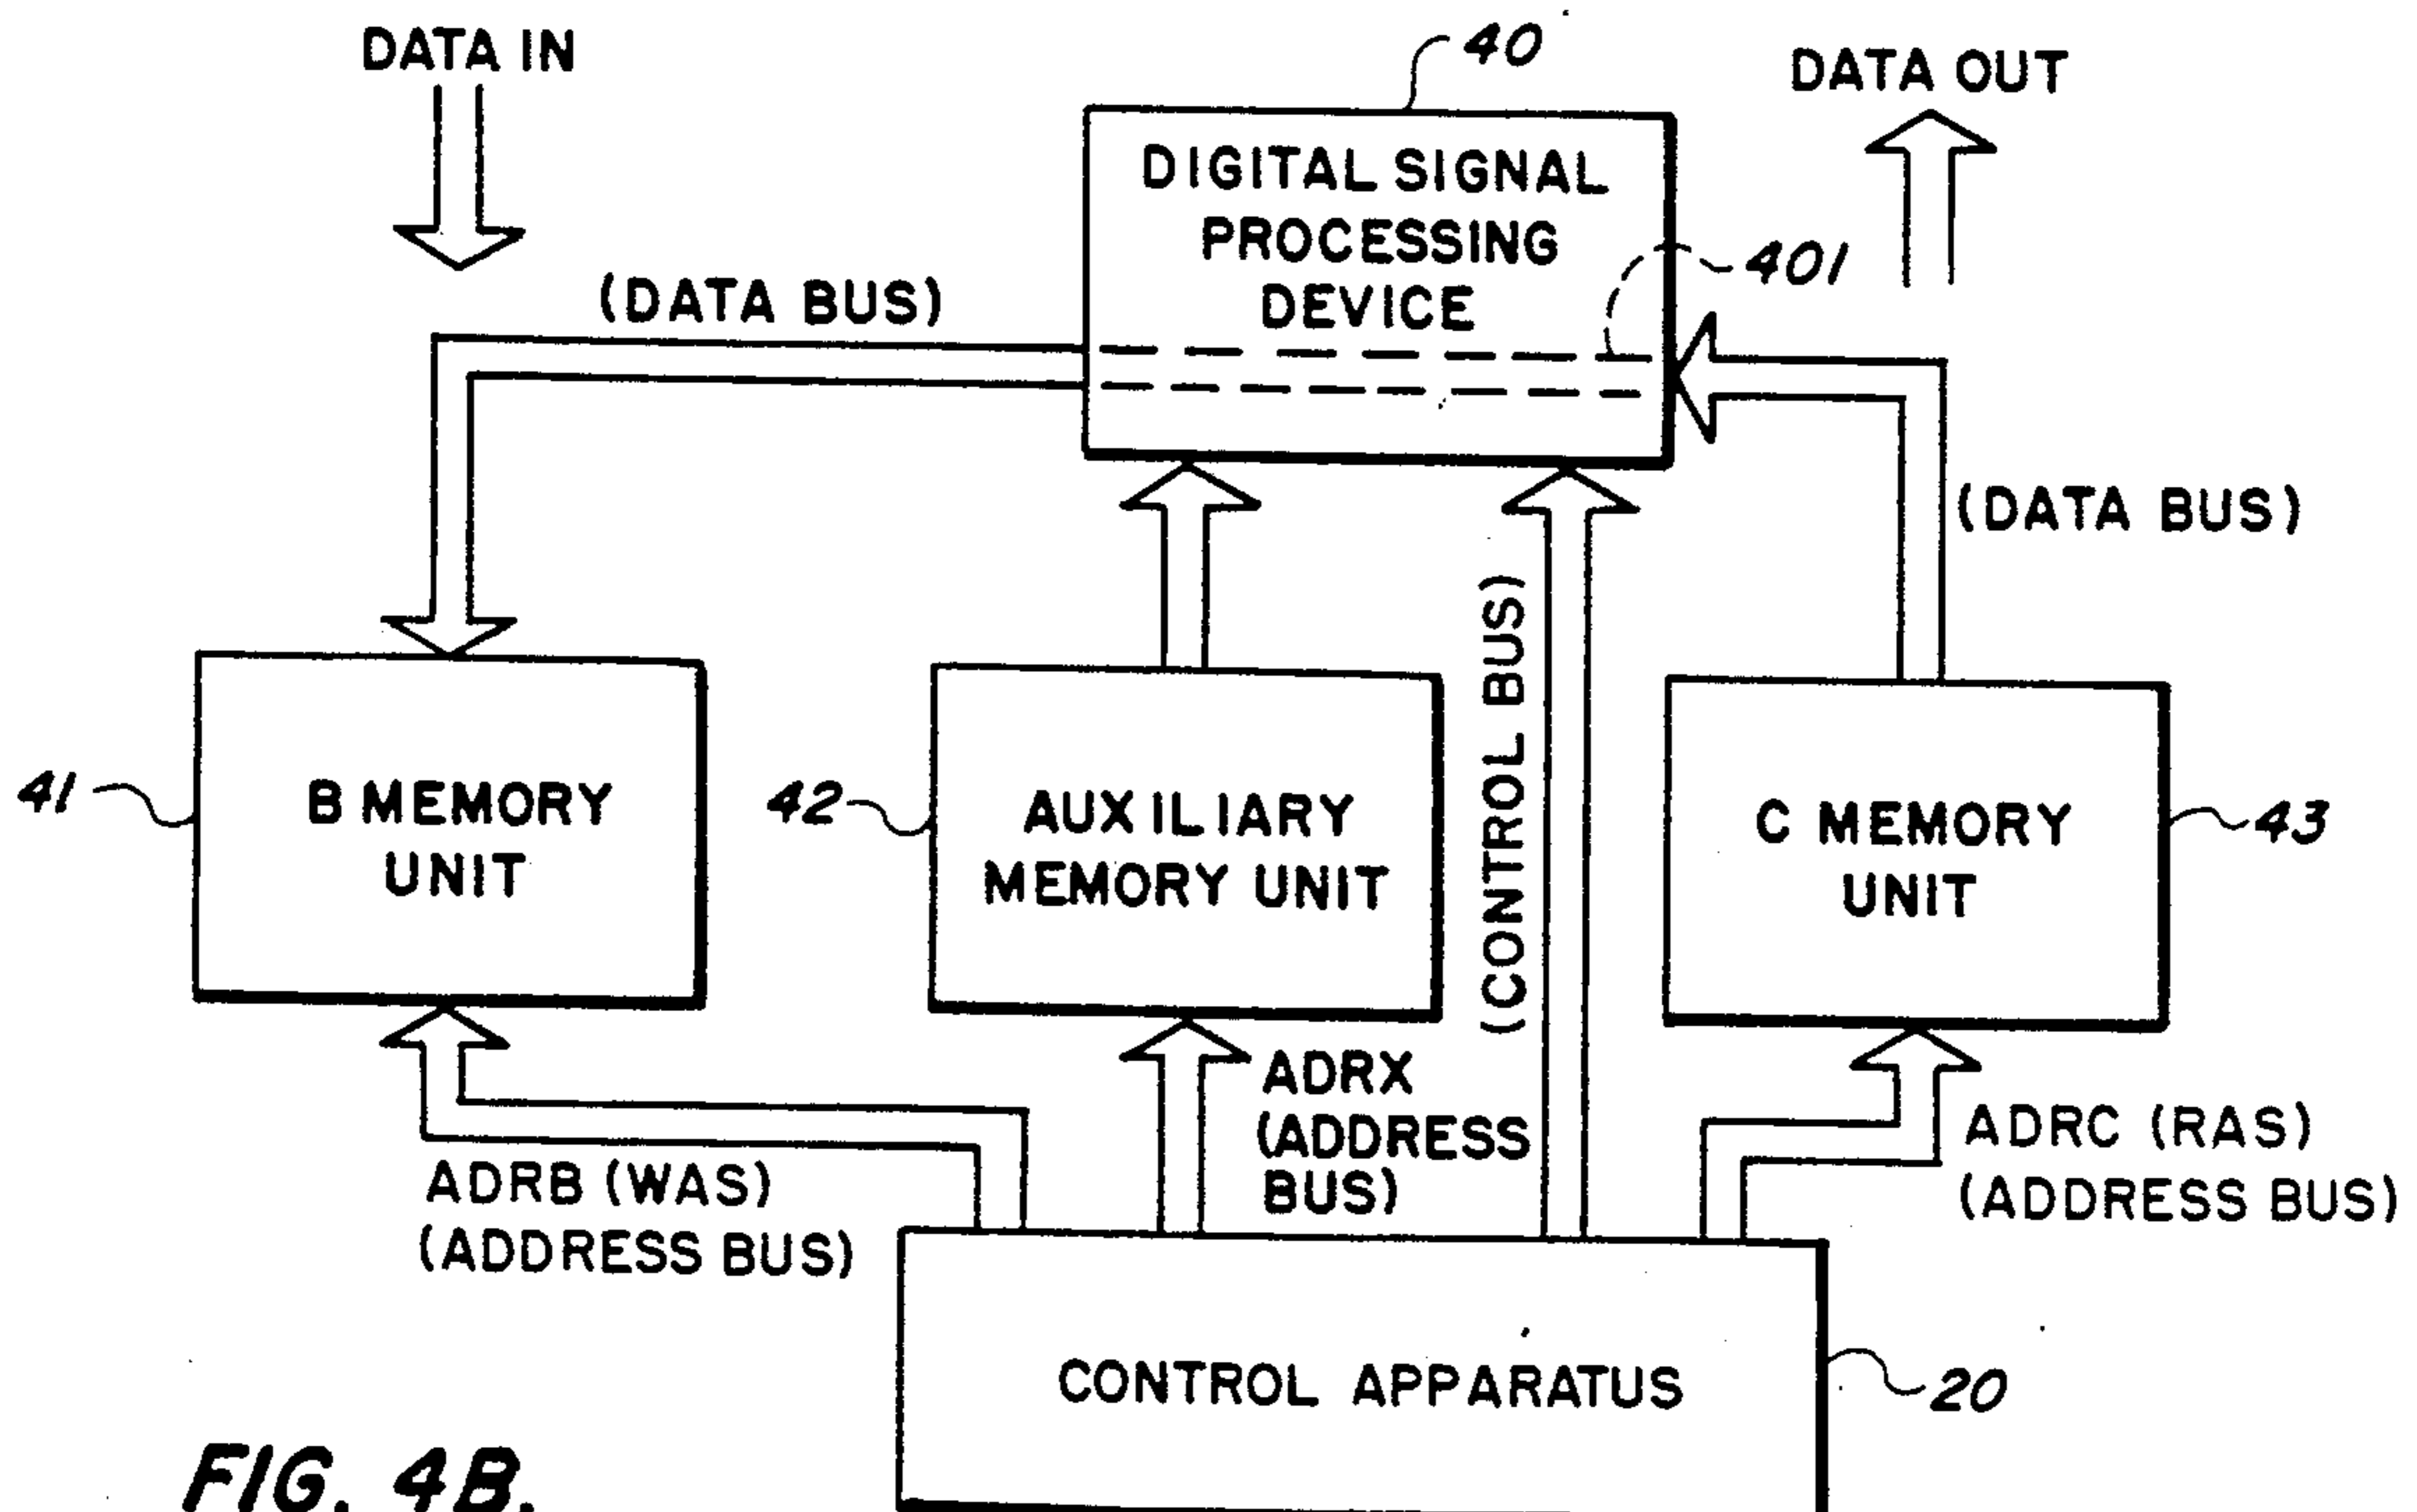 DATA IN
40
DATA OUT
DIGITAL SIGNAL
PROCESSING
DEVICE
401
(DATA BUS)
(DATA BUS)
(CONTROL BUS)
41
B MEMORY
UNIT
42
AUXILIARY
MEMORY UNIT
C MEMORY
UNIT
43
ADRX
(ADDRESS
BUS)
ADRB (WAS)
(ADDRESS BUS)
ADRC (RAS)
(ADDRESS BUS)
CONTROL APPARATUS
20
FIG. 4B.